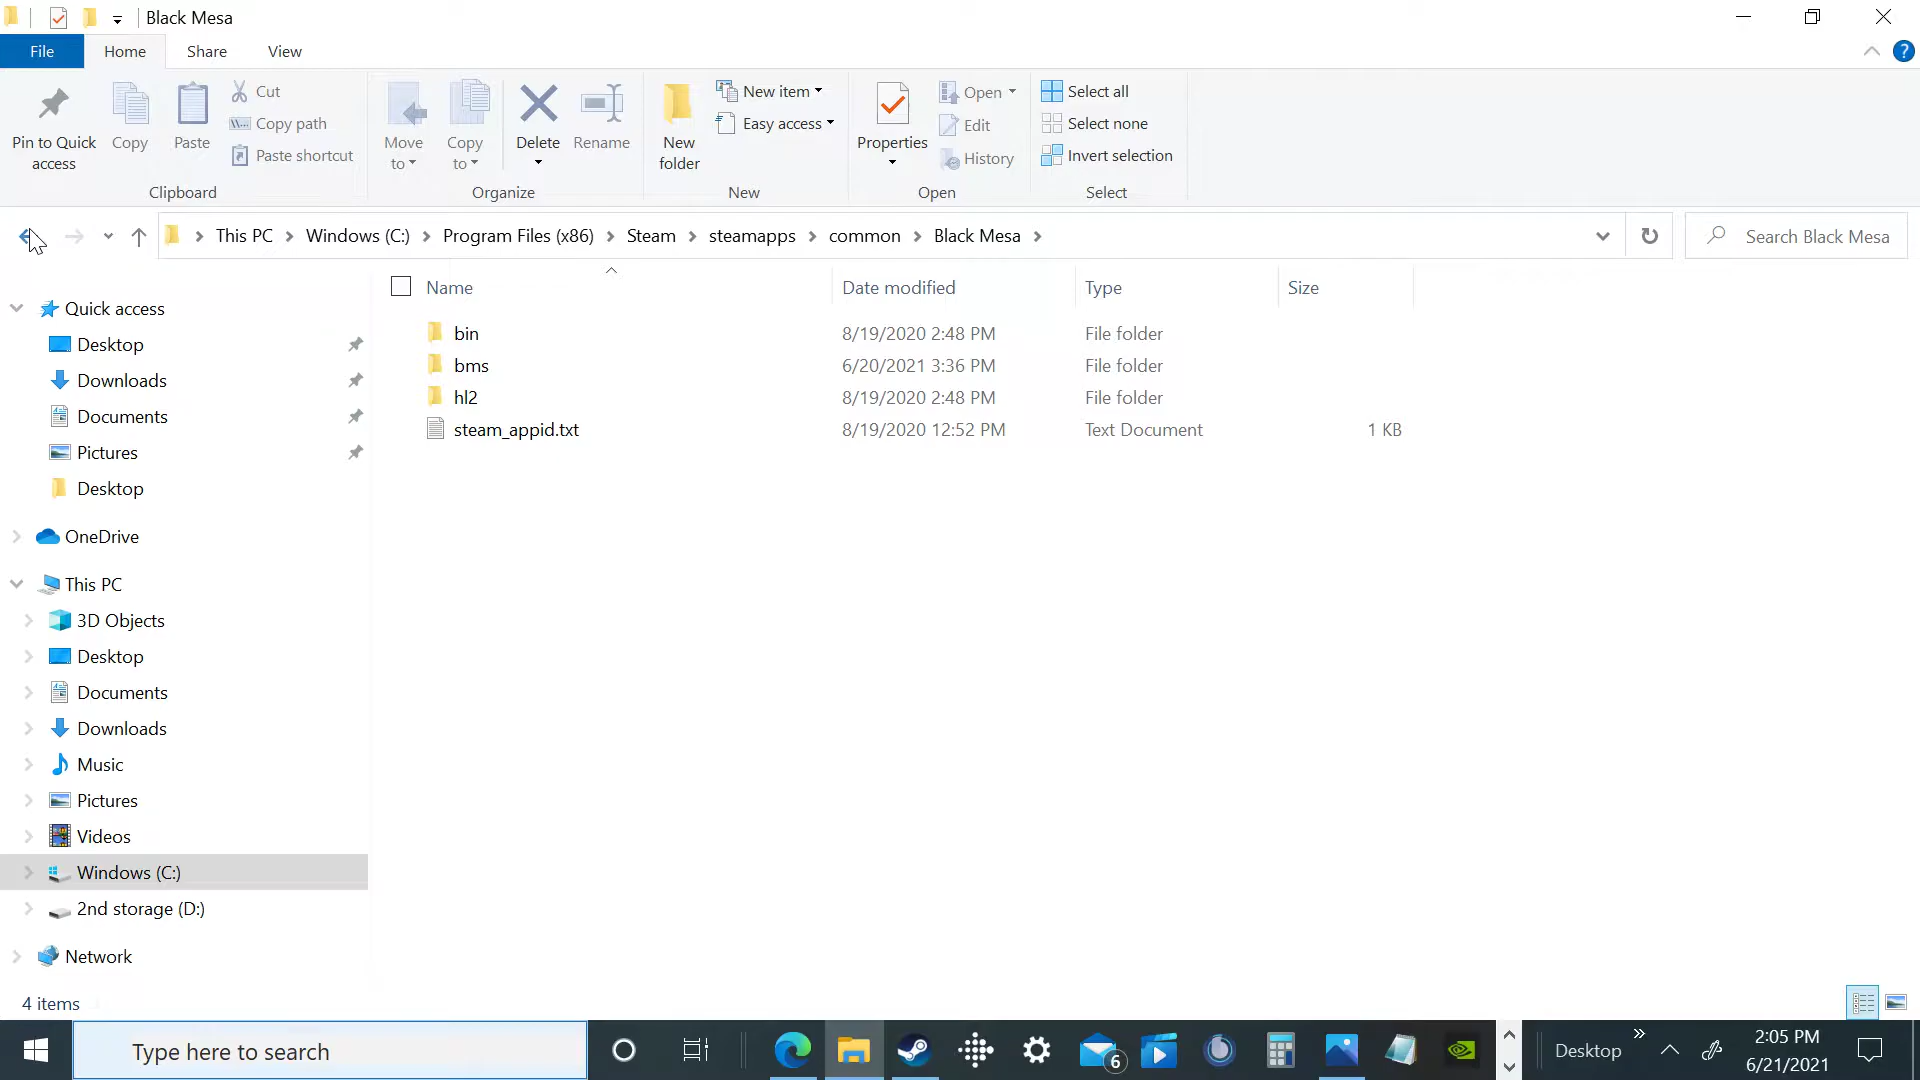 Black Mesa
File
Home
Share
View
?
Pin to Quick
access
Copy
Paste
Cut
Copy path
Paste shortcut
Clipboard
Move
to
Copy
to
Delete
Rename
Organize
New
folder
New item
Easy access
New
Properties
Open
Edit
History
Open
Select all
Select none
Invert selection
Select
This PC
Windows (C:)
Program Files (x86)
Steam
steamapps
common
Black Mesa
Search Black Mesa
Name
Date modified
Type
Size
bin 8/19/2020 2:48 PM File folder
bms 6/20/2021 3:36 PM File folder
hl2 8/19/2020 2:48 PM File folder
steam_appid.txt 8/19/2020 12:52 PM Text Document 1 KB
Quick access
Desktop
Downloads
Documents
Pictures
Desktop
OneDrive
This PC
3D Objects
Desktop
Documents
Downloads
Music
Pictures
Videos
Windows (C:)
2nd storage (D:)
Network
4 items
Type here to search
6
Desktop
2:05 PM
6/21/2021